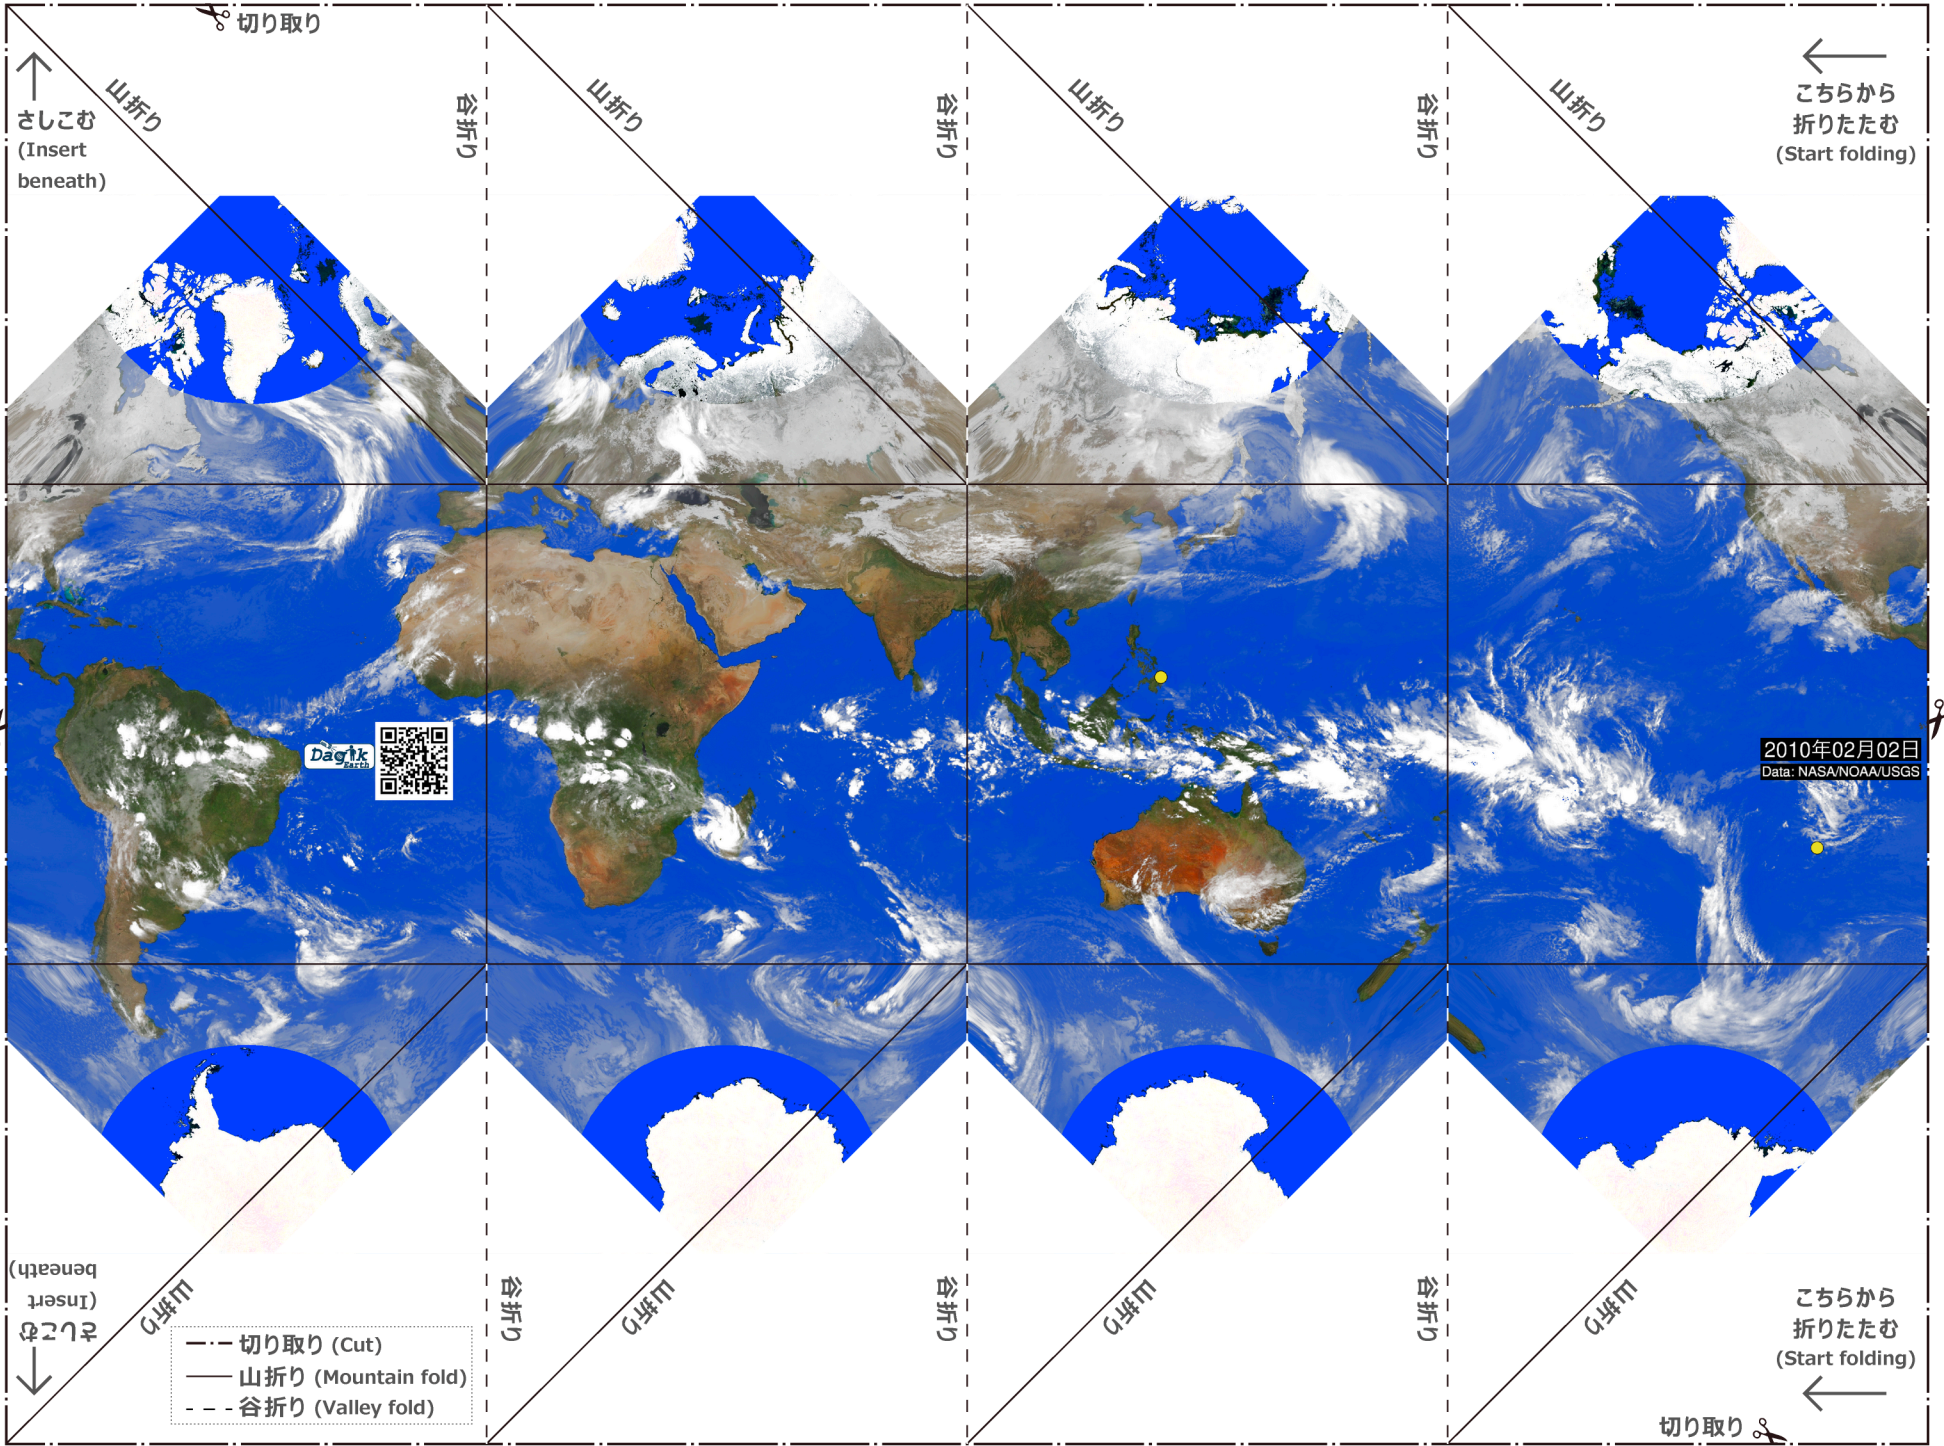 切り取り
山折り
山折り
山折り
山折り
谷折り
谷折り
谷折り
さしこむ
(Insert
beneath)
こちらから
折りたたむ
(Start folding)
Dagik
Earth
2010年02月02日
Data: NASA/NOAA/USGS
さしこむ
(Insert
beneath)
山折り
山折り
山折り
山折り
谷折り
谷折り
谷折り
こちらから
折りたたむ
(Start folding)
切り取り (Cut)
山折り (Mountain fold)
谷折り (Valley fold)
切り取り